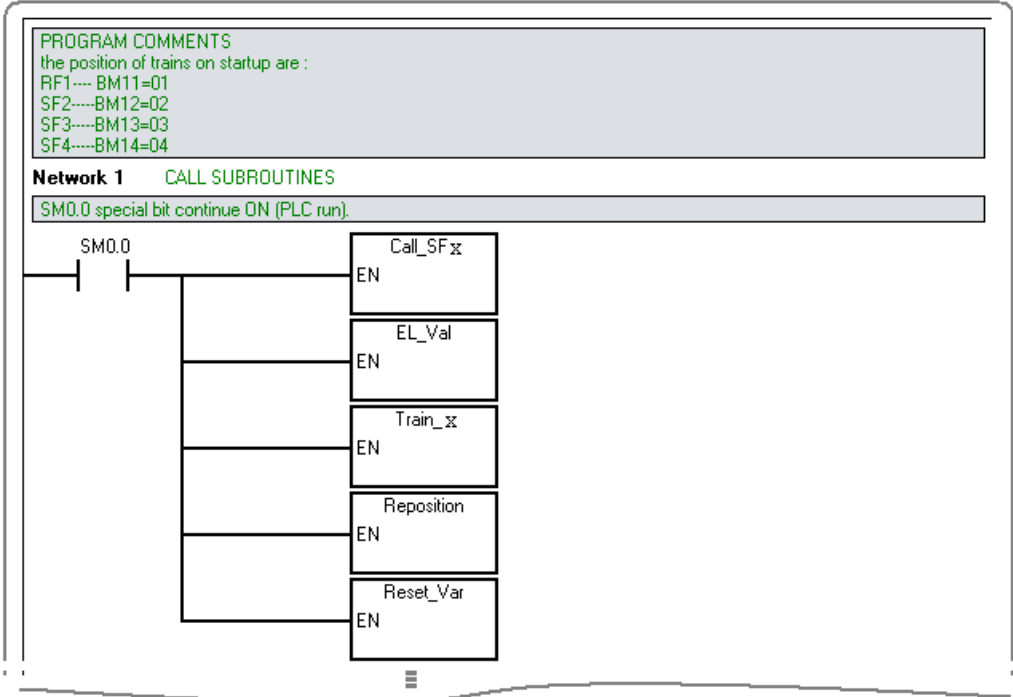 PROGRAM COMMENTS
the position of trains on startup are :
RF1---- BM11=01
SF2-----BM12=02
SF3-----BM13=03
SF4-----BM14=04
Network 1 CALL SUBROUTINES
SM0.0 special bit continue ON (PLC run).
SM0.0
Call_SFx
EN
EL_Val
EN
Train_x
EN
Reposition
EN
Reset_Var
EN